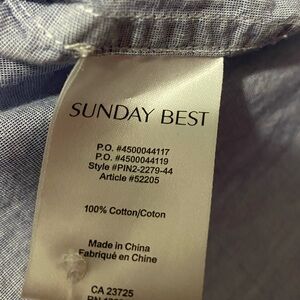 SUNDAY BEST
P.O. #4500044117
P.O. #4500044119
Style #PIN2-2279-44
Article #52205
100% Cotton/Coton
Made in China
Fabriqué en Chine
CA 23725